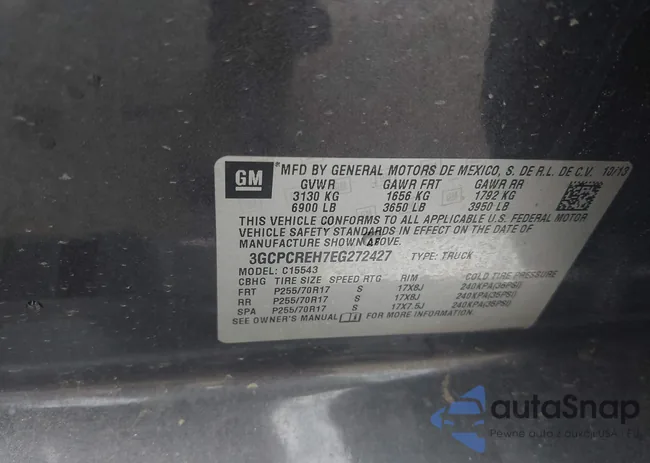 GM
MFD BY GENERAL MOTORS DE MEXICO, S. DE R.L. DE C.V. 10/13
GVWR GAWR FRT GAWR RR
3130 KG 1656 KG 1792 KG
6900 LB 3650 LB 3950 LB
THIS VEHICLE CONFORMS TO ALL APPLICABLE U.S. FEDERAL MOTOR
VEHICLE SAFETY STANDARDS IN EFFECT ON THE DATE OF
MANUFACTURE SHOWN ABOVE.
3GCPCREH7EG272427 TYPE: TRUCK
MODEL: C15543
CBHG TIRE SIZE SPEED RTG RIM COLD TIRE PRESSURE
FRT P255/70R17 S 17X8J 240KPA(35PSI)
RR P255/70R17 S 17X8J 240KPA(35PSI)
SPA P255/70R17 S 17X7.5J 240KPA(35PSI)
SEE OWNER'S MANUAL
autaSnap
Pewne auto z aukcji USA